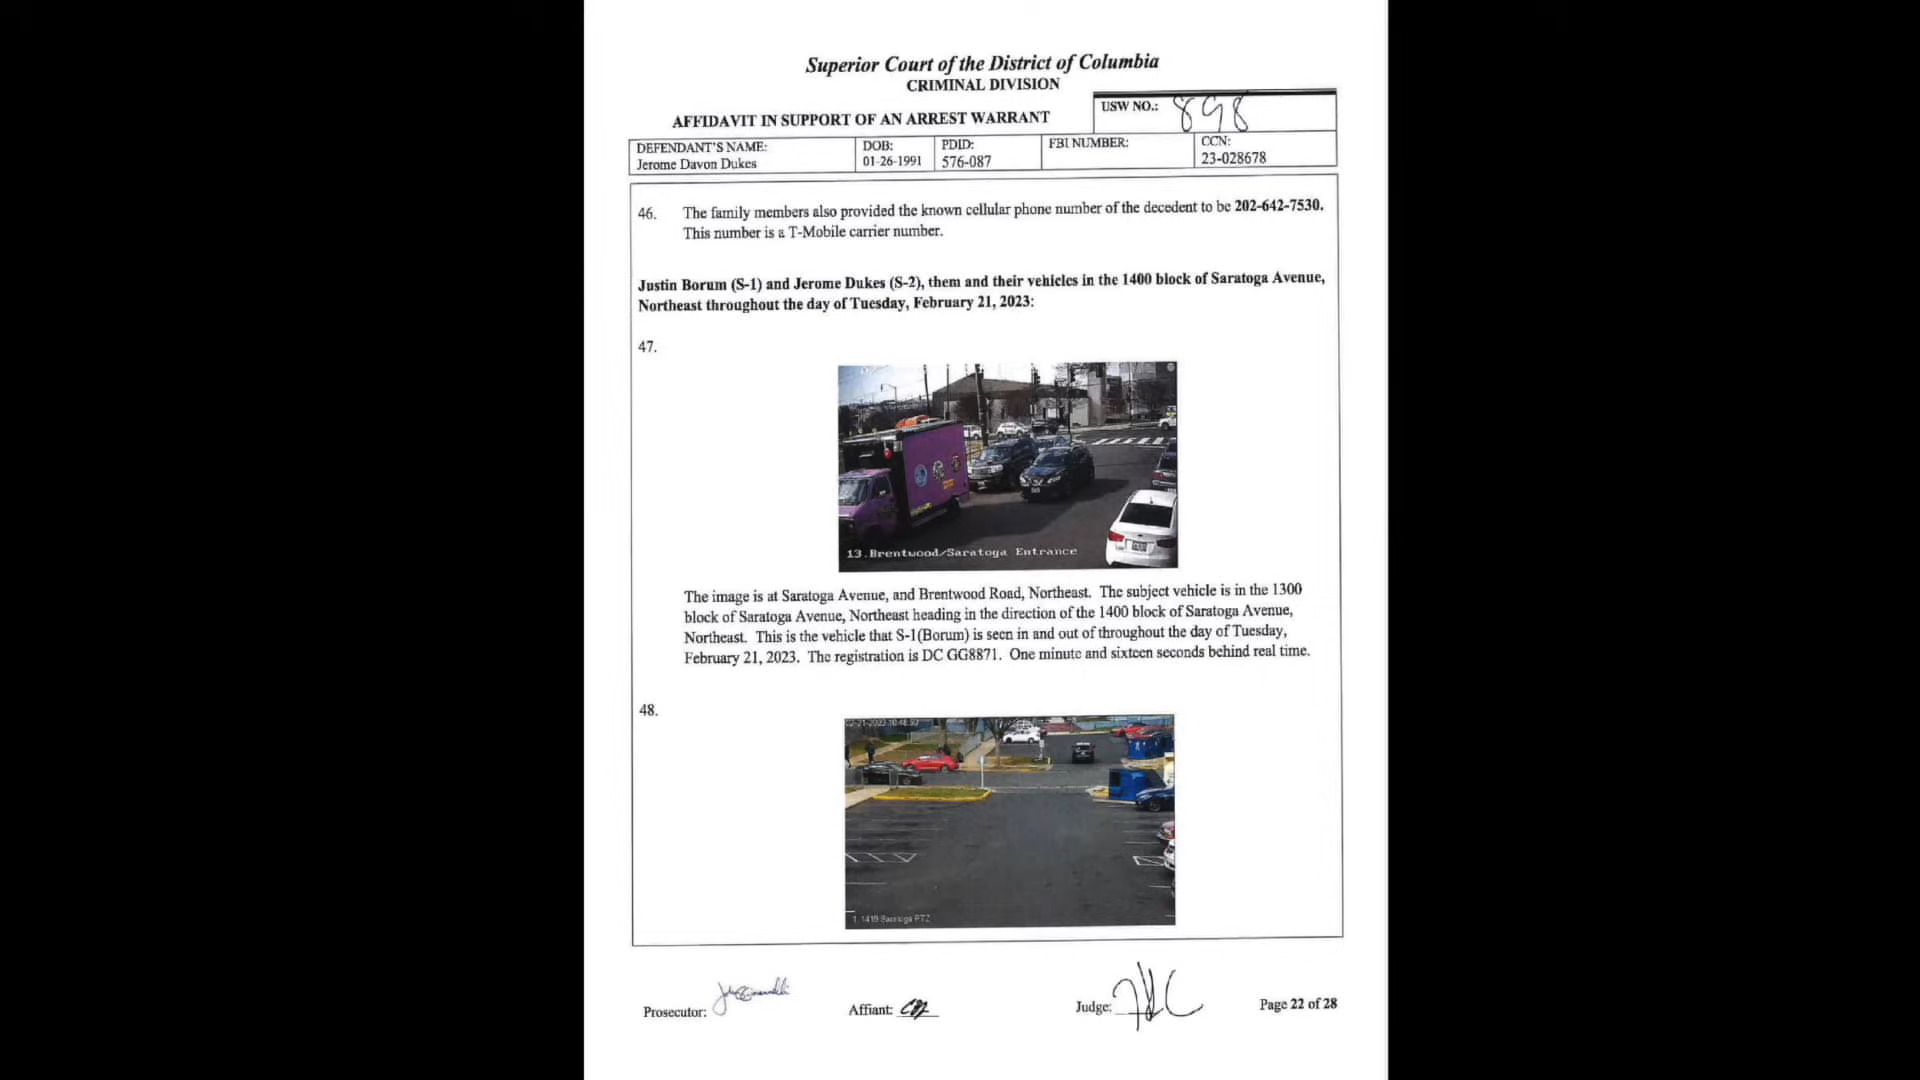 Superior Court of the District of Columbia
CRIMINAL DIVISION
AFFIDAVIT IN SUPPORT OF AN ARREST WARRANT
USW NO.: 898
DEFENDANT'S NAME:
Jerome Davon Dukes
DOB:
01-26-1991
PDID:
576-087
FBI NUMBER:
CCN:
23-028678
46. The family members also provided the known cellular phone number of the decedent to be 202-642-7530.
This number is a T-Mobile carrier number.
Justin Borum (S-1) and Jerome Dukes (S-2), them and their vehicles in the 1400 block of Saratoga Avenue,
Northeast throughout the day of Tuesday, February 21, 2023:
47.
13.Brentwood/Saratoga Entrance
The image is at Saratoga Avenue, and Brentwood Road, Northeast. The subject vehicle is in the 1300
block of Saratoga Avenue, Northeast heading in the direction of the 1400 block of Saratoga Avenue,
Northeast. This is the vehicle that S-1(Borum) is seen in and out of throughout the day of Tuesday,
February 21, 2023. The registration is DC GG8871. One minute and sixteen seconds behind real time.
48.
1 1419 Saratoga PTZ
Prosecutor:
Affiant:
Judge:
Page 22 of 28